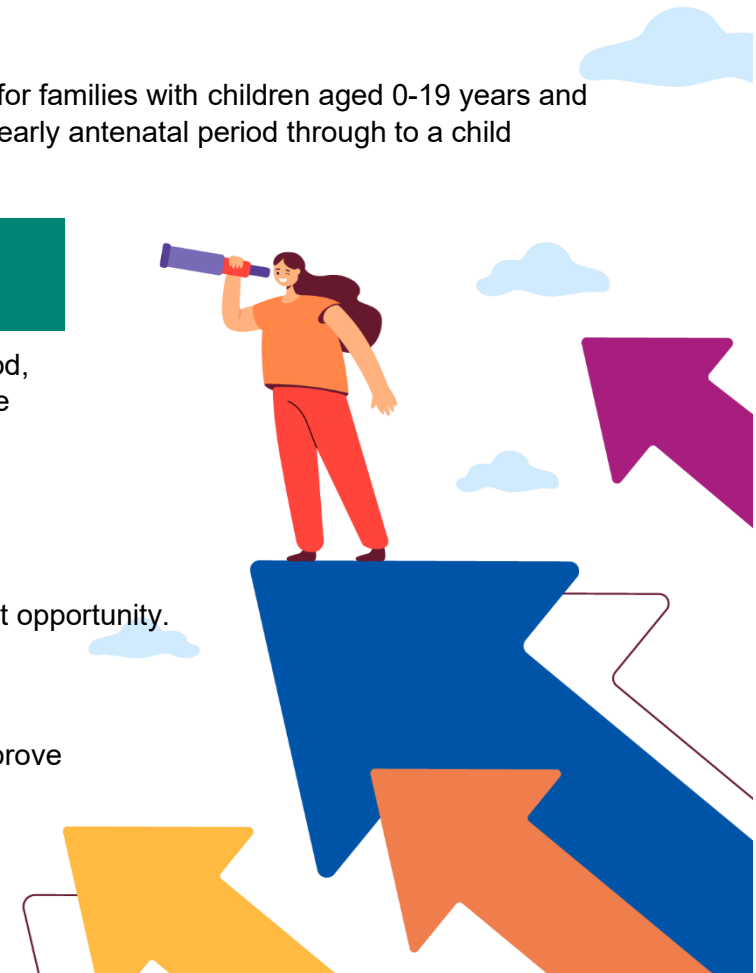 for families with children aged 0-19 years and
early antenatal period through to a child
od,
e
t opportunity.
prove